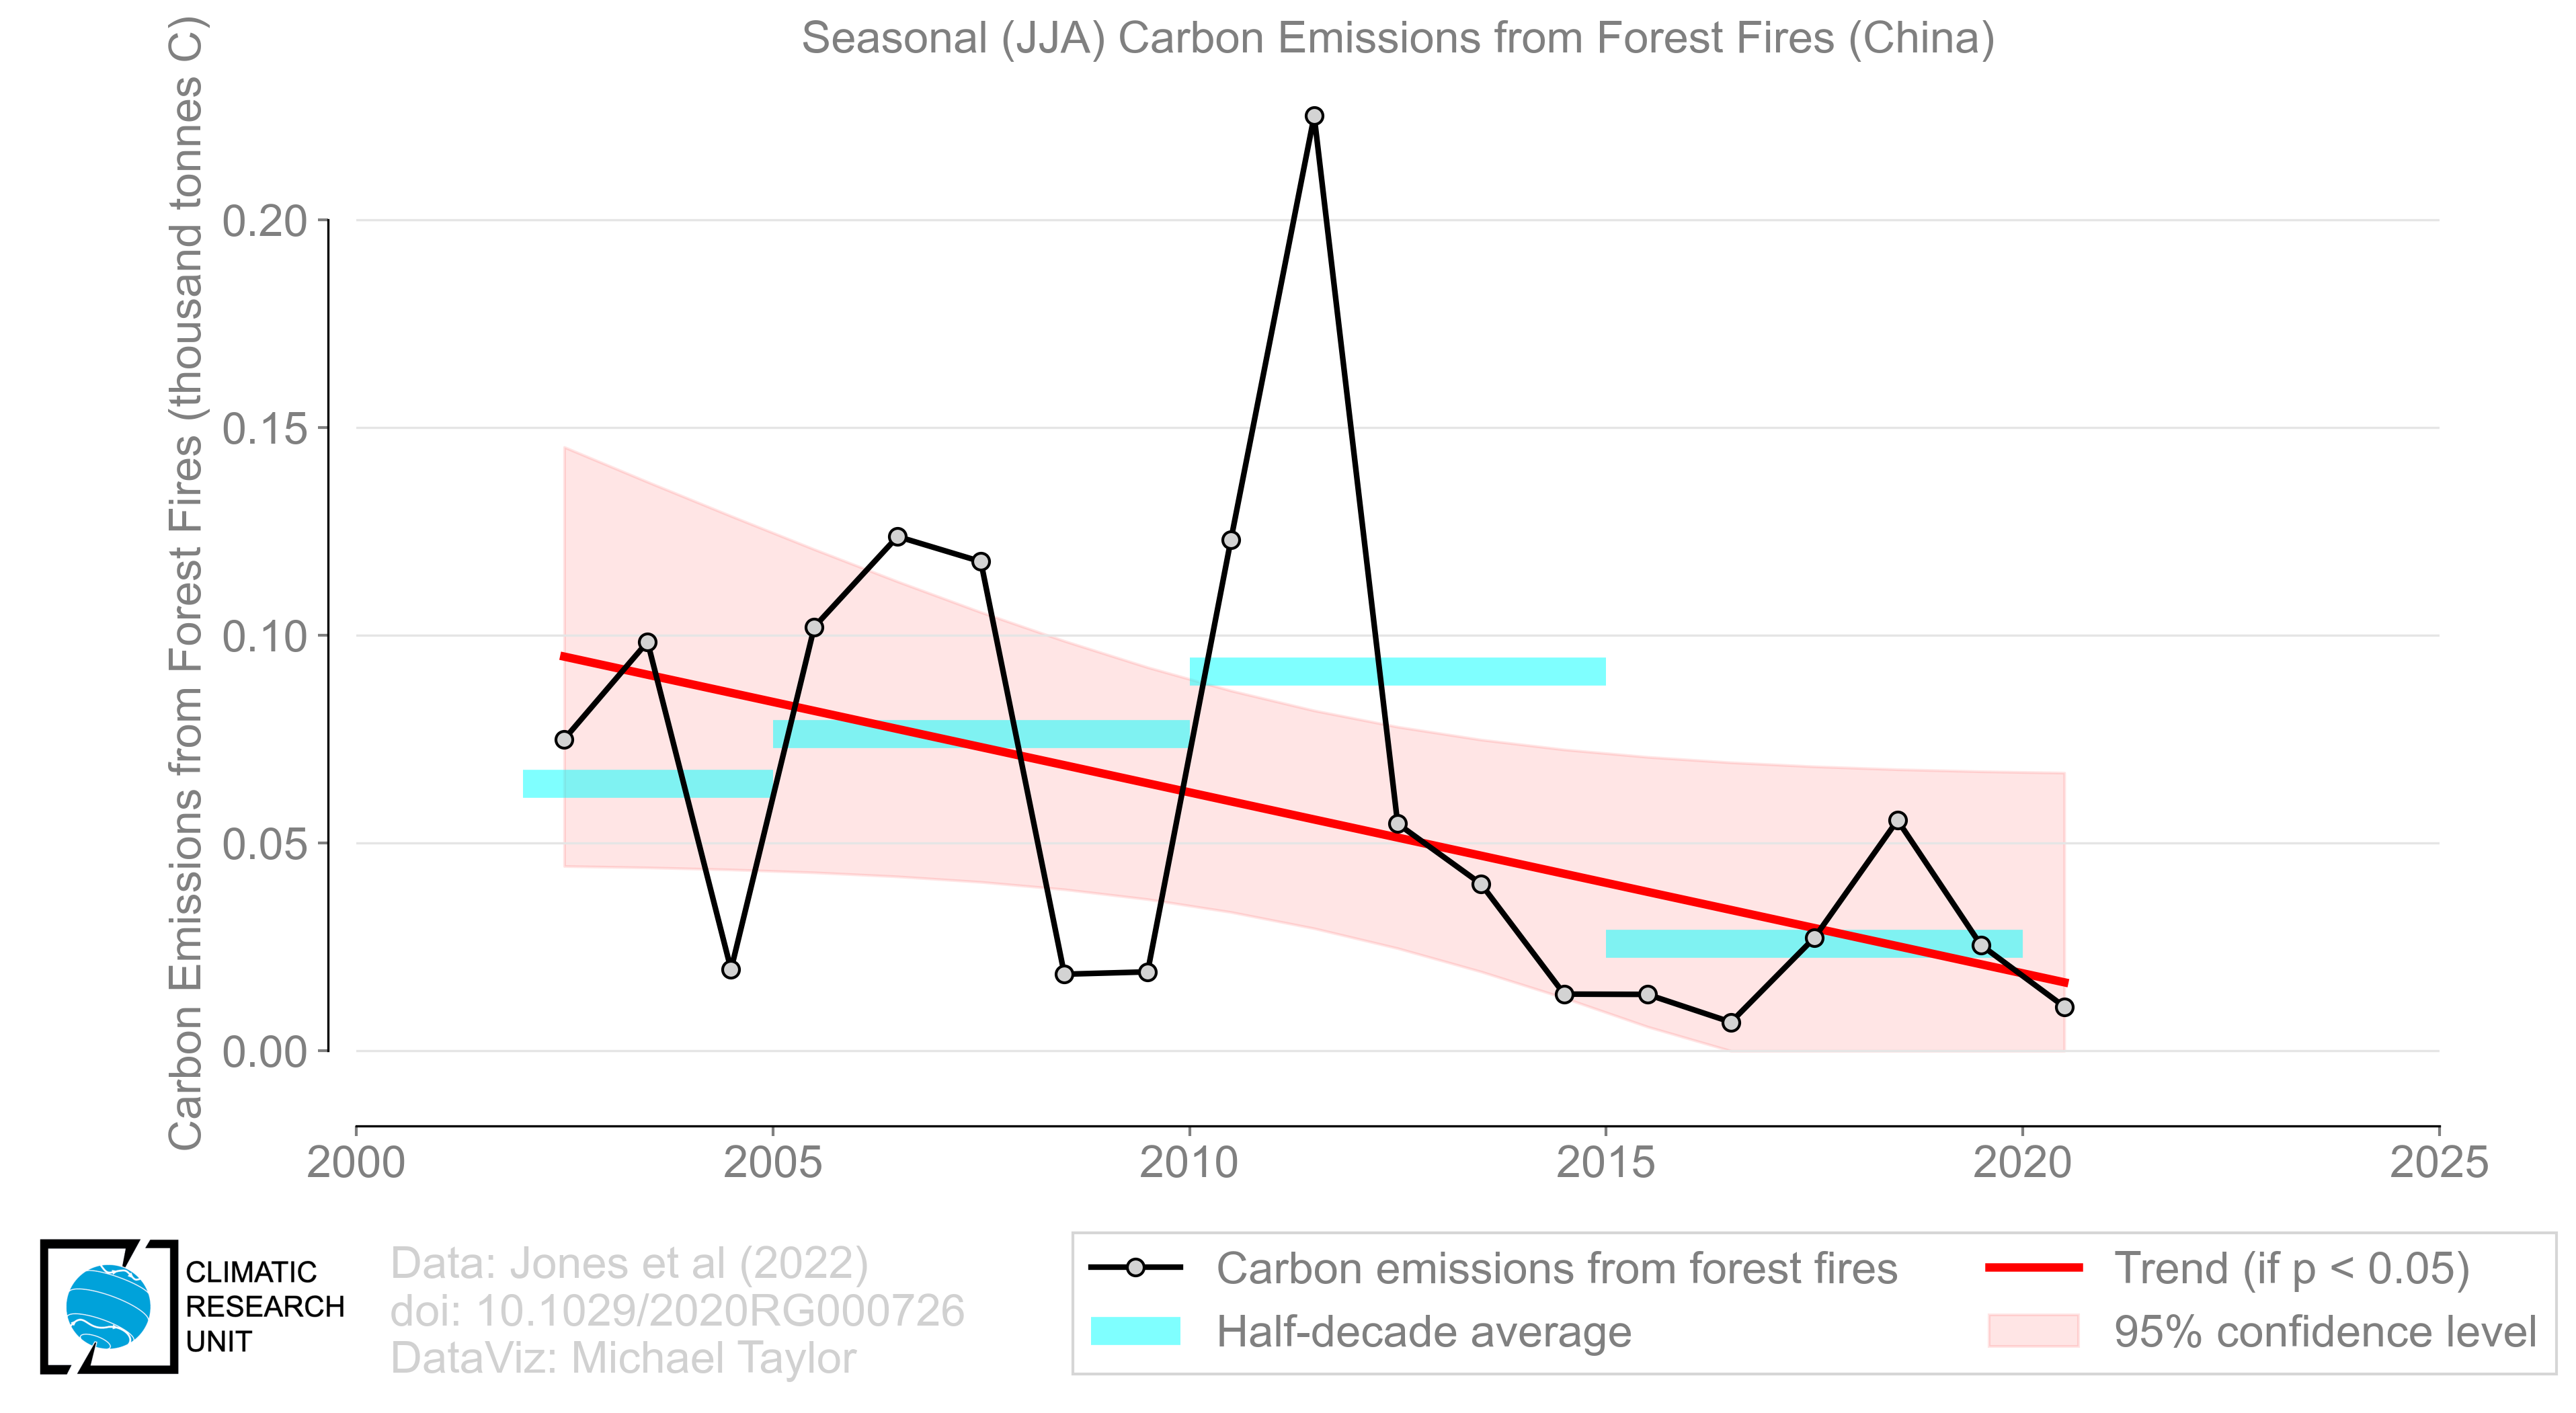 Seasonal (JJA) Carbon Emissions from Forest Fires (China)
Carbon Emissions from Forest Fires (thousand tonnes C)
0.20
0.15
0.10
0.05
0.00
2000 2005 2010 2015 2020 2025
CLIMATIC
RESEARCH
UNIT
Data: Jones et al (2022)
doi: 10.1029/2020RG000726
DataViz: Michael Taylor
Carbon emissions from forest fires
Half-decade average
Trend (if p < 0.05)
95% confidence level